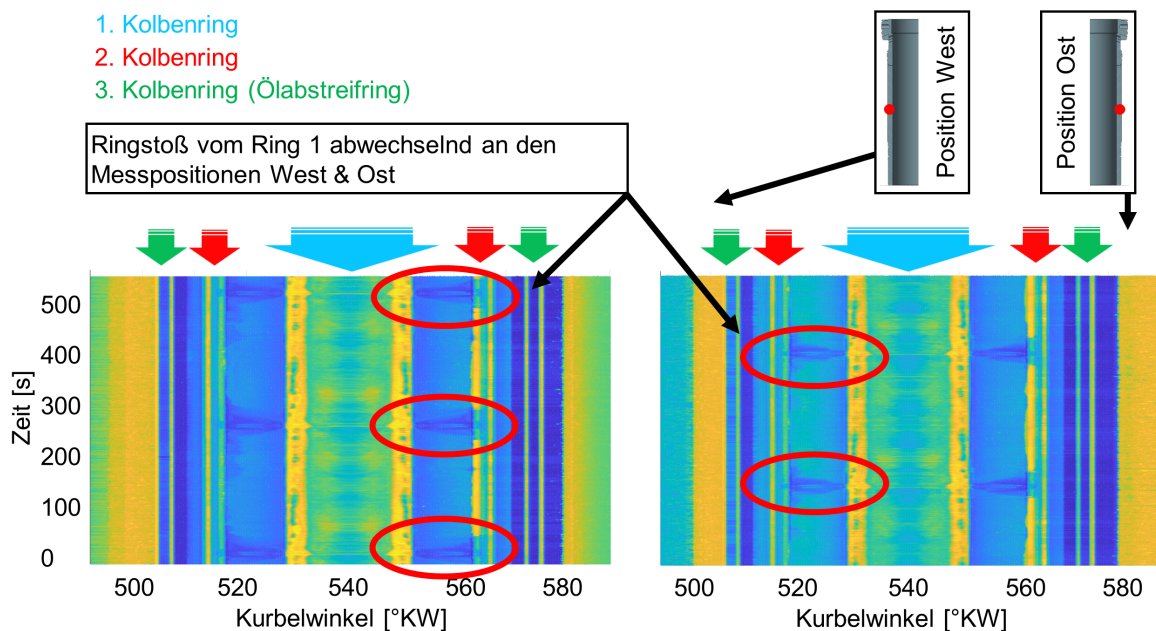 1. Kolbenring
2. Kolbenring
3. Kolbenring (Ölabstreifring)
Position West
Position Ost
Ringstoß vom Ring 1 abwechselnd an den
Messpositionen West & Ost
Zeit [s]
500
400
300
200
100
0
500 520 540 560 580
Kurbelwinkel [°KW]
500 520 540 560 580
Kurbelwinkel [°KW]